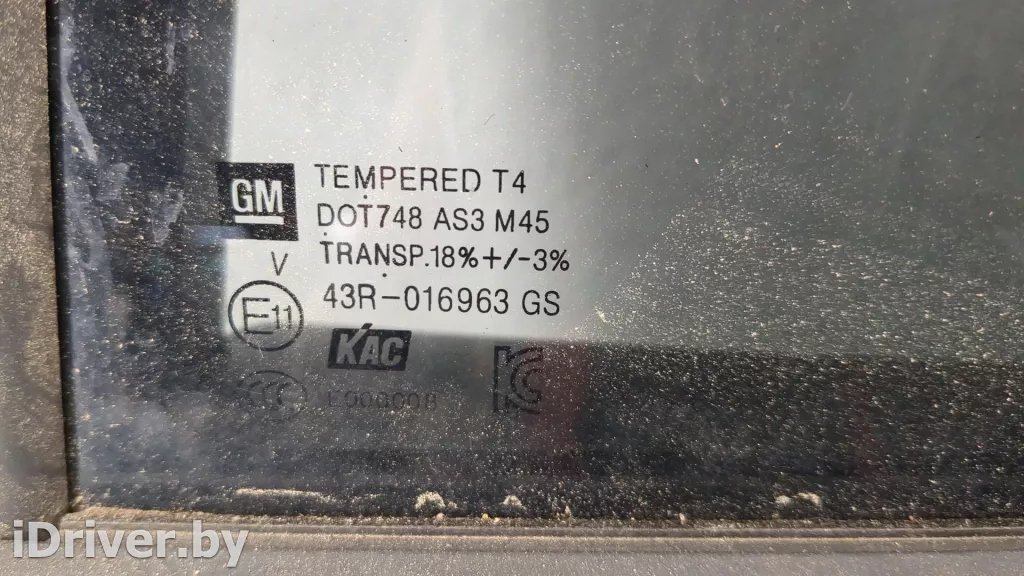 GM
TEMPERED T4
DOT748 AS3 M45
TRANSP.18%+/-3%
V
E11
43R-016963 GS
KAC
iDriver.by